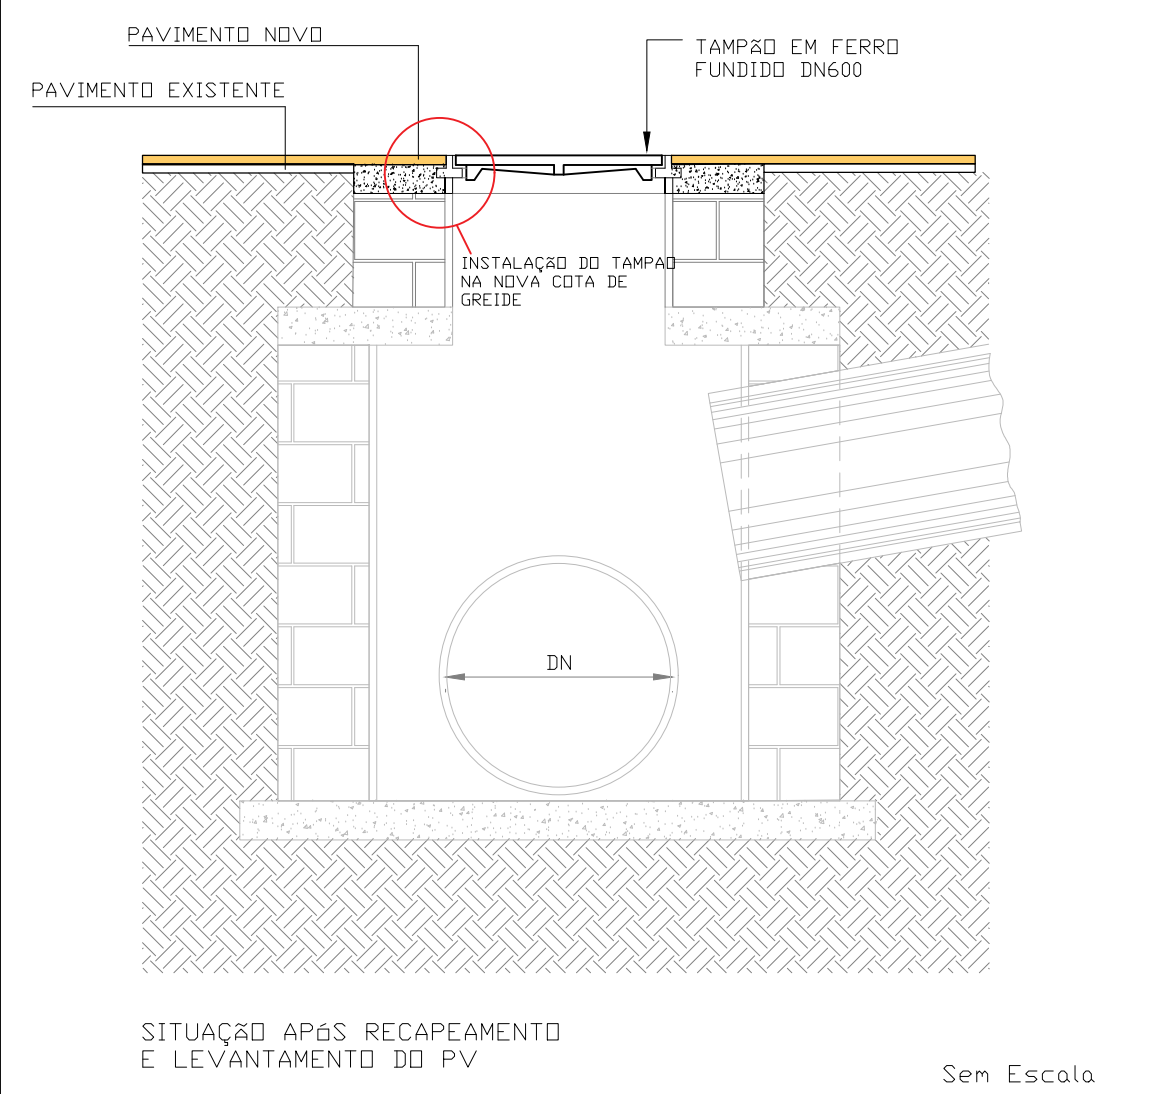 PAVIMENTO NOVO
TAMPÃO EM FERRO
FUNDIDO DN600
PAVIMENTO EXISTENTE
INSTALAÇÃO DO TAMPAO
NA NOVA COTA DE
GREIDE
DN
SITUAÇÃO APóS RECAPEAMENTO
E LEVANTAMENTO DO PV
Sem Escala